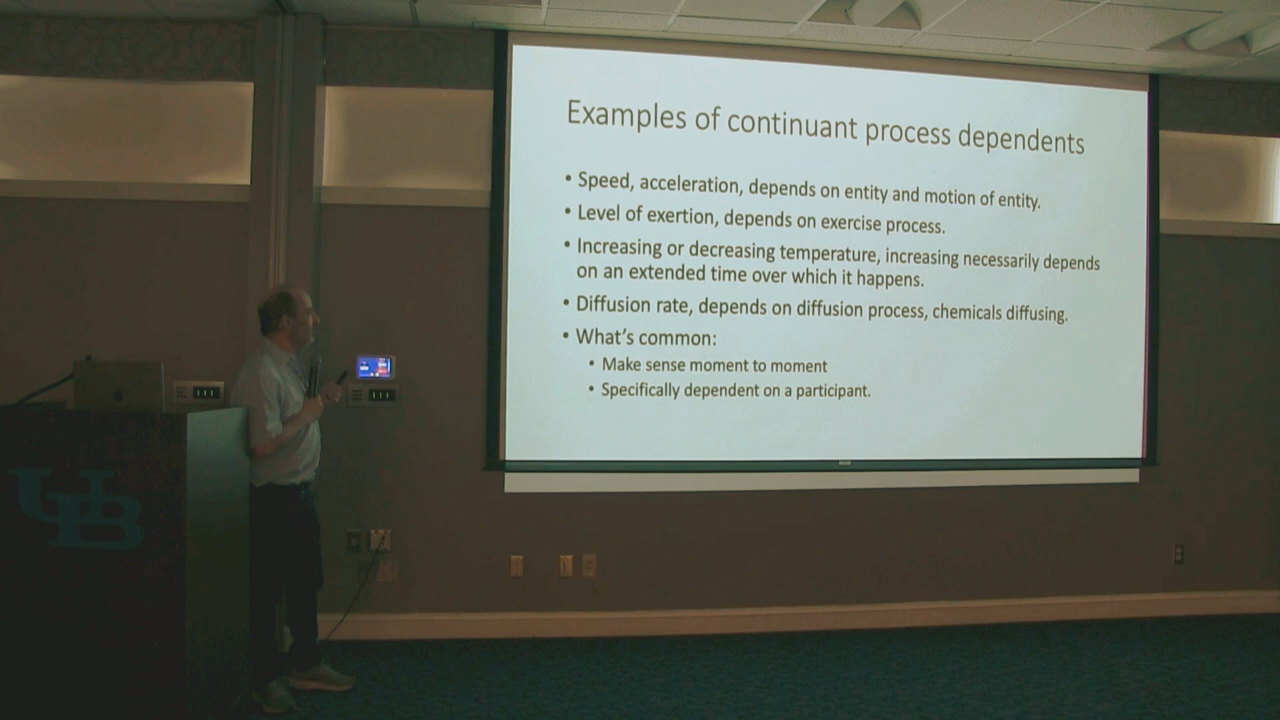 Examples of continuant process dependents
• Speed, acceleration, depends on entity and motion of entity.
• Level of exertion, depends on exercise process.
• Increasing or decreasing temperature, increasing necessarily depends
on an extended time over which it happens.
• Diffusion rate, depends on diffusion process, chemicals diffusing.
• What's common:
• Make sense moment to moment
• Specifically dependent on a participant.
UB